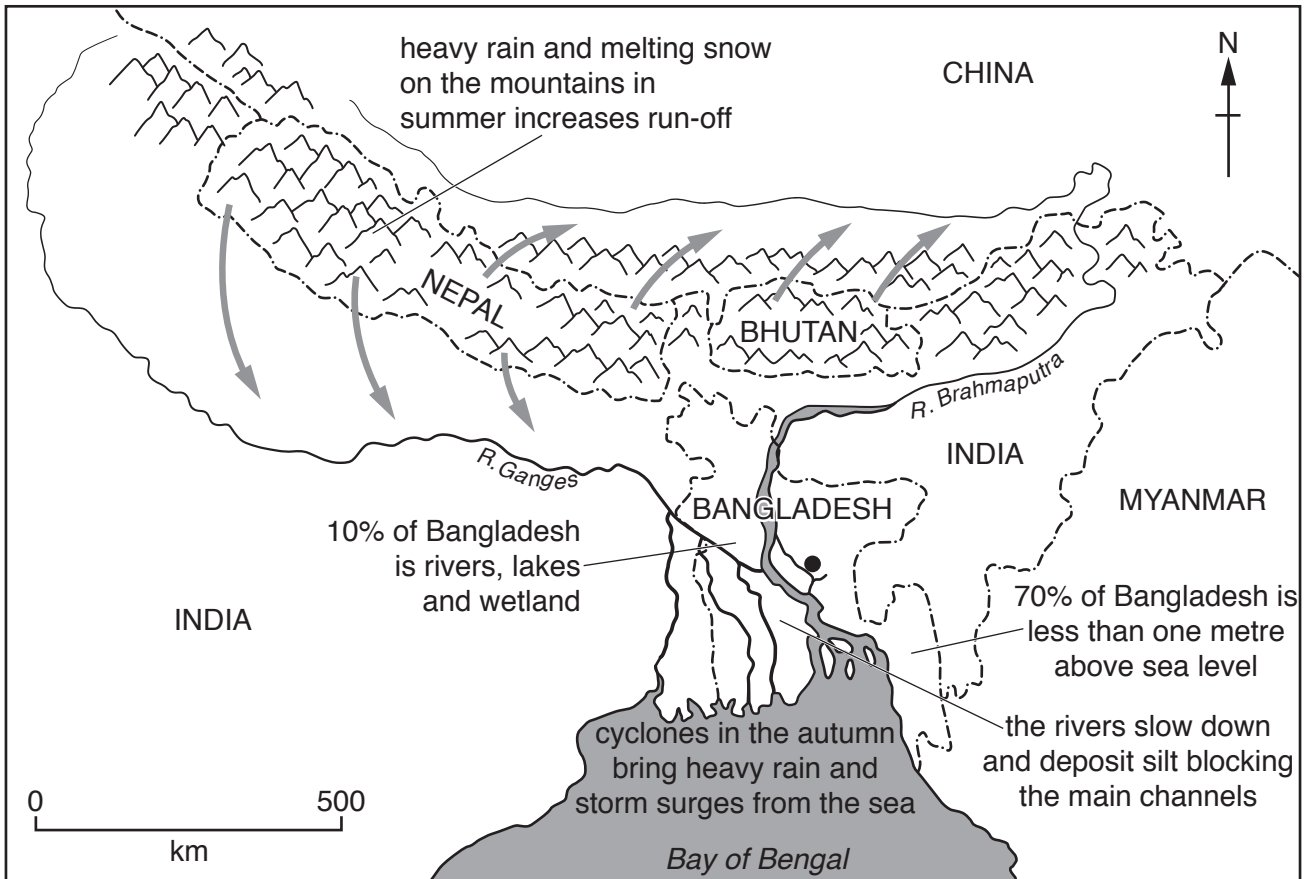 heavy rain and melting snow
on the mountains in
summer increases run-off
CHINA
N
NEPAL
BHUTAN
R. Brahmaputra
INDIA
R. Ganges
BANGLADESH
MYANMAR
10% of Bangladesh
is rivers, lakes
and wetland
INDIA
70% of Bangladesh is
less than one metre
above sea level
the rivers slow down
and deposit silt blocking
the main channels
cyclones in the autumn
bring heavy rain and
storm surges from the sea
0 500
km
Bay of Bengal